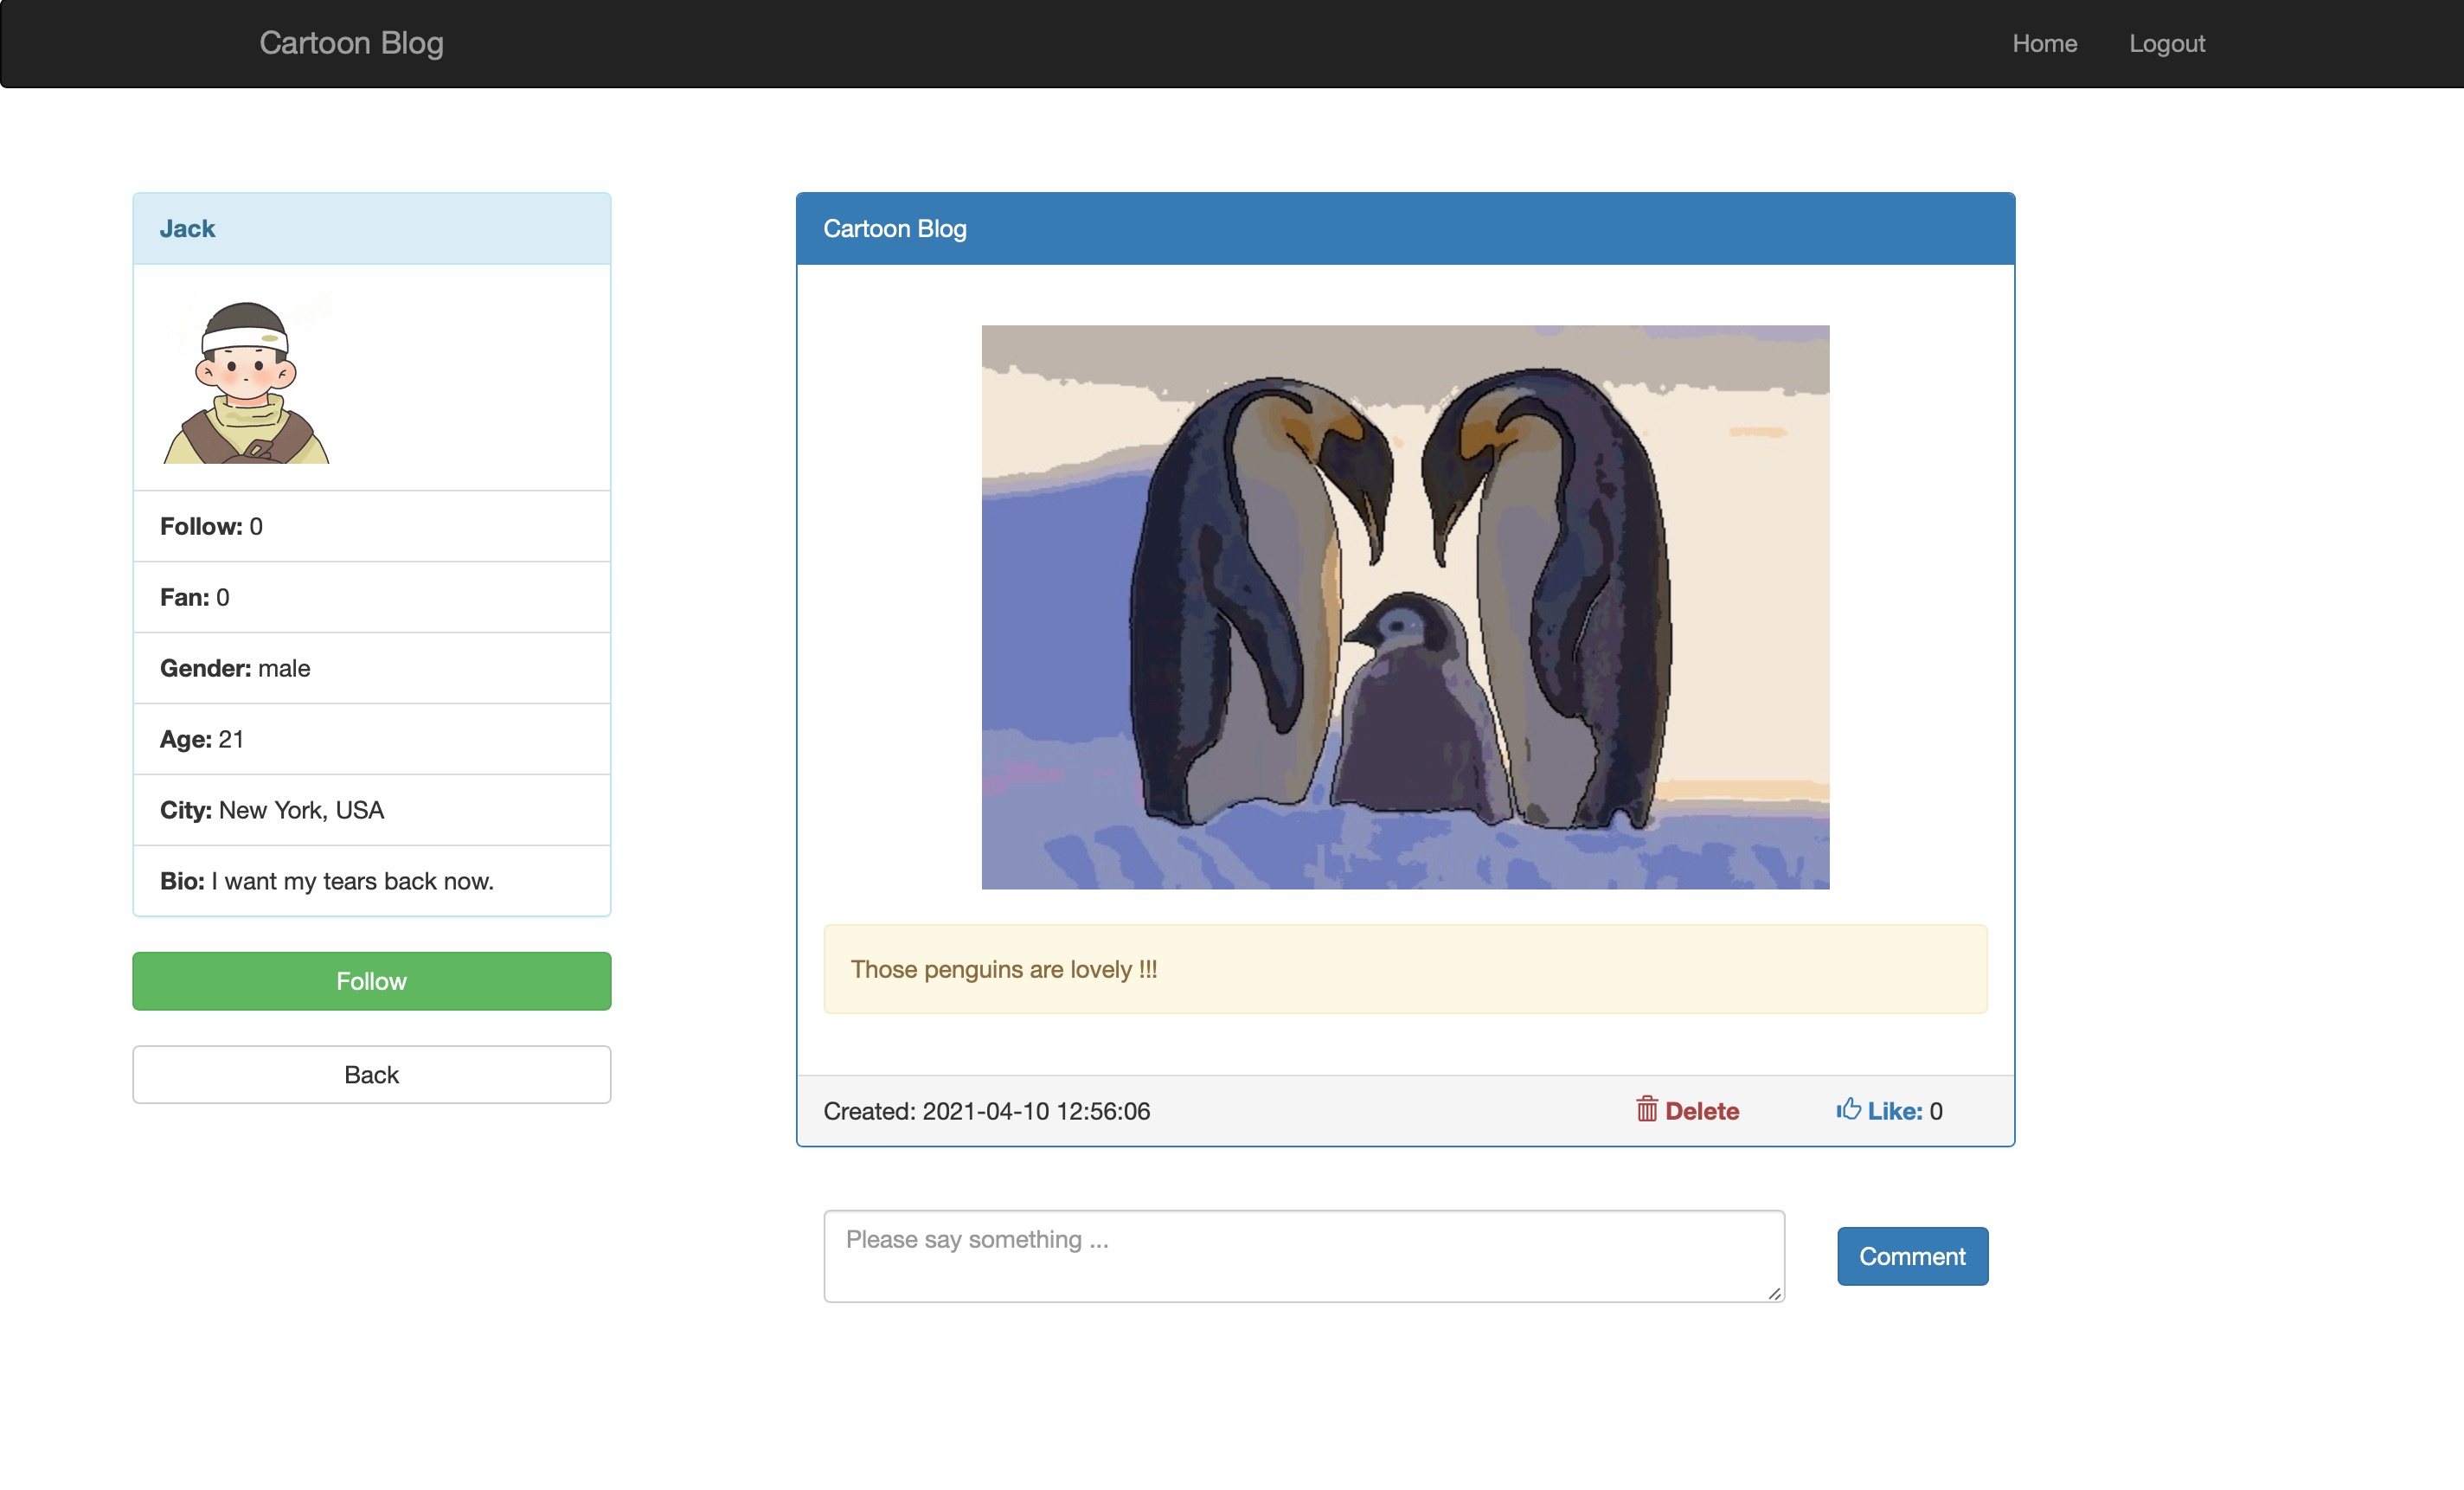 Cartoon Blog
Home
Logout
Jack
Follow: 0
Fan: 0
Gender: male
Age: 21
City: New York, USA
Bio: I want my tears back now.
Follow
Back
Cartoon Blog
Those penguins are lovely !!!
Created: 2021-04-10 12:56:06
Delete
Like: 0
Please say something ...
Comment